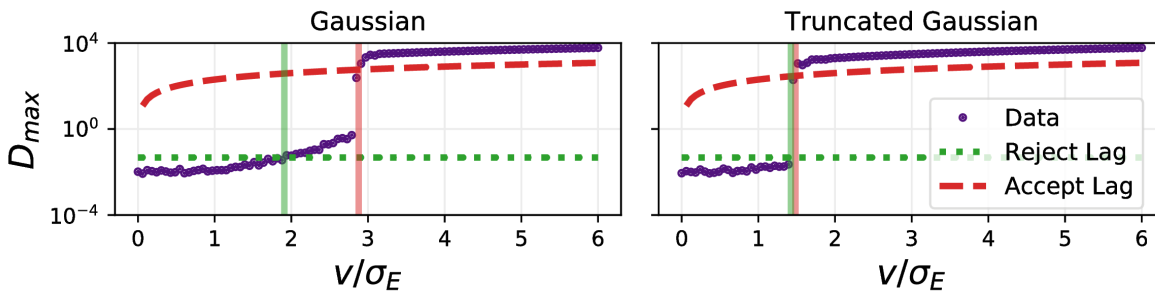 Gaussian
Truncated Gaussian
D_max
10^4
10^0
10^−4
0 1 2 3 4 5 6
0 1 2 3 4 5 6
v/σ_E
v/σ_E
Data
Reject Lag
Accept Lag